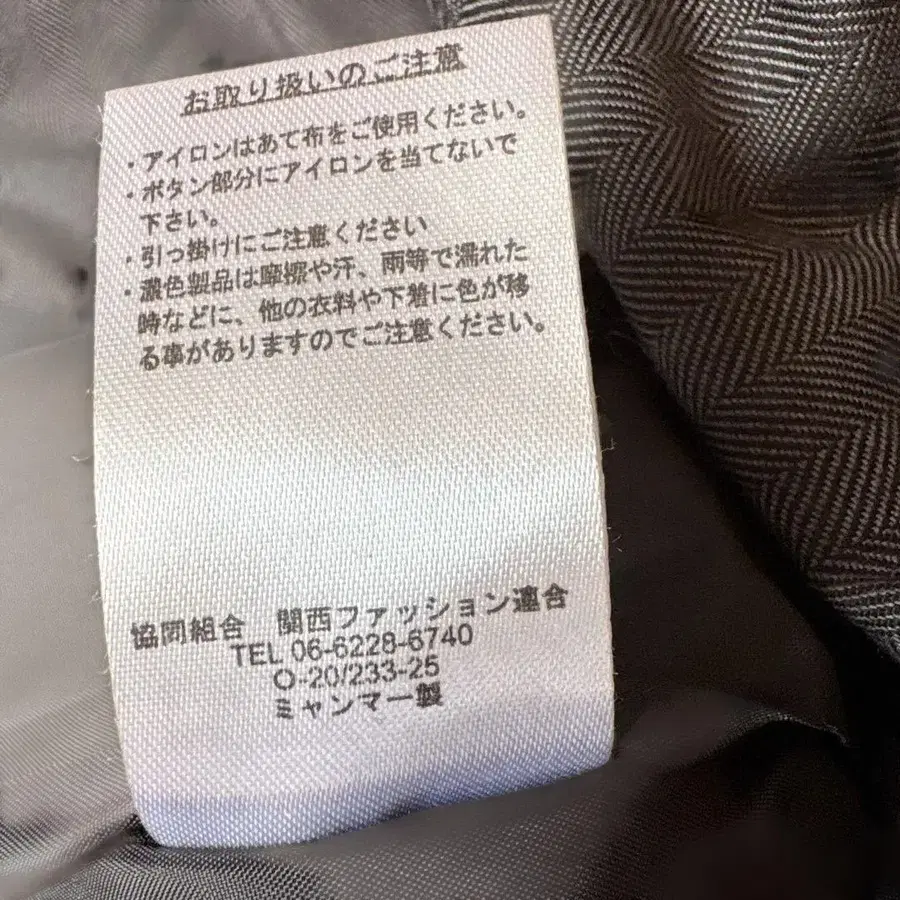 お取り扱いのご注意
・アイロンはあて布をご使用ください。
・ボタン部分にアイロンを当てないで
下さい。
・引っ掛けにご注意ください
・濃色製品は摩擦や汗、雨等で濡れた
時などに、他の衣料や下着に色が移
る事がありますのでご注意ください。
協同組合　関西ファッション連合
TEL 06-6228-6740
O-20/233-25
ミャンマー製